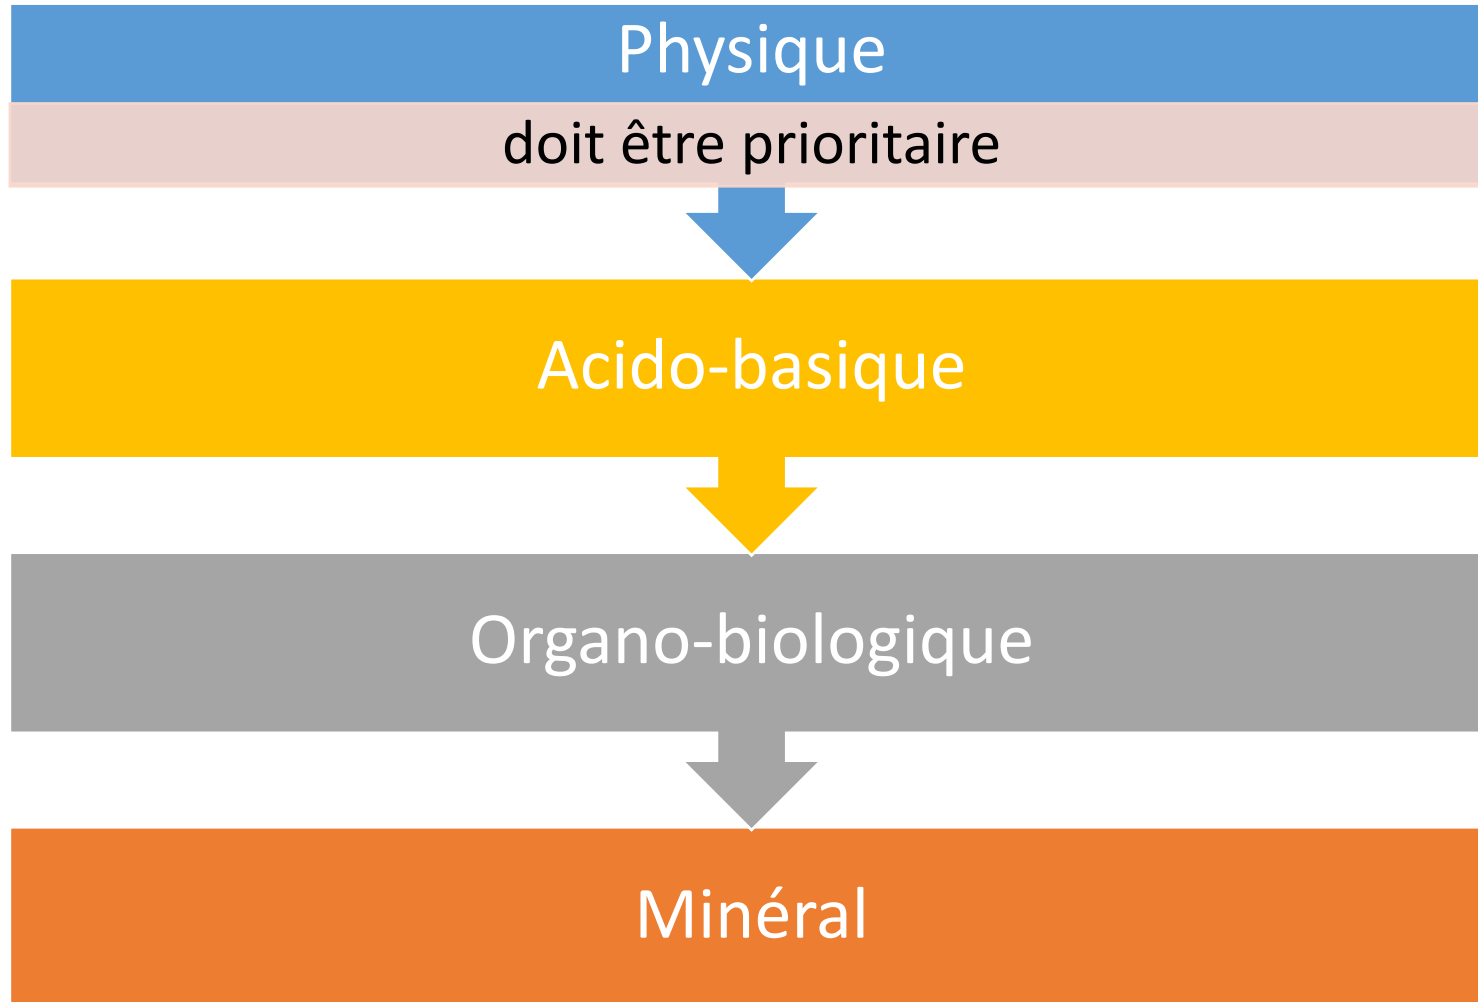 Physique
doit être prioritaire
Acido-basique
Organo-biologique
Minéral